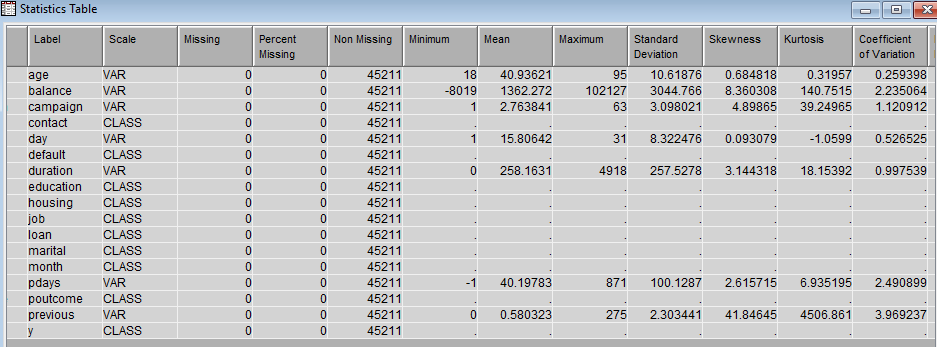 Statistics Table
Label Scale Missing Percent Missing Non Missing Minimum Mean Maximum Standard Deviation Skewness Kurtosis Coefficient of Variation
age VAR 0 0 45211 18 40.93621 95 10.61876 0.684818 0.31957 0.259398
balance VAR 0 0 45211 -8019 1362.272 102127 3044.766 8.360308 140.7515 2.235064
campaign VAR 0 0 45211 1 2.763841 63 3.098021 4.89865 39.24965 1.120912
contact CLASS 0 0 45211 . . . . . . .
day VAR 0 0 45211 1 15.80642 31 8.322476 0.093079 -1.0599 0.526525
default CLASS 0 0 45211 . . . . . . .
duration VAR 0 0 45211 0 258.1631 4918 257.5278 3.144318 18.15392 0.997539
education CLASS 0 0 45211 . . . . . . .
housing CLASS 0 0 45211 . . . . . . .
job CLASS 0 0 45211 . . . . . . .
loan CLASS 0 0 45211 . . . . . . .
marital CLASS 0 0 45211 . . . . . . .
month CLASS 0 0 45211 . . . . . . .
pdays VAR 0 0 45211 -1 40.19783 871 100.1287 2.615715 6.935195 2.490899
poutcome CLASS 0 0 45211 . . . . . . .
previous VAR 0 0 45211 0 0.580323 275 2.303441 41.84645 4506.861 3.969237
y CLASS 0 0 45211 . . . . . . .